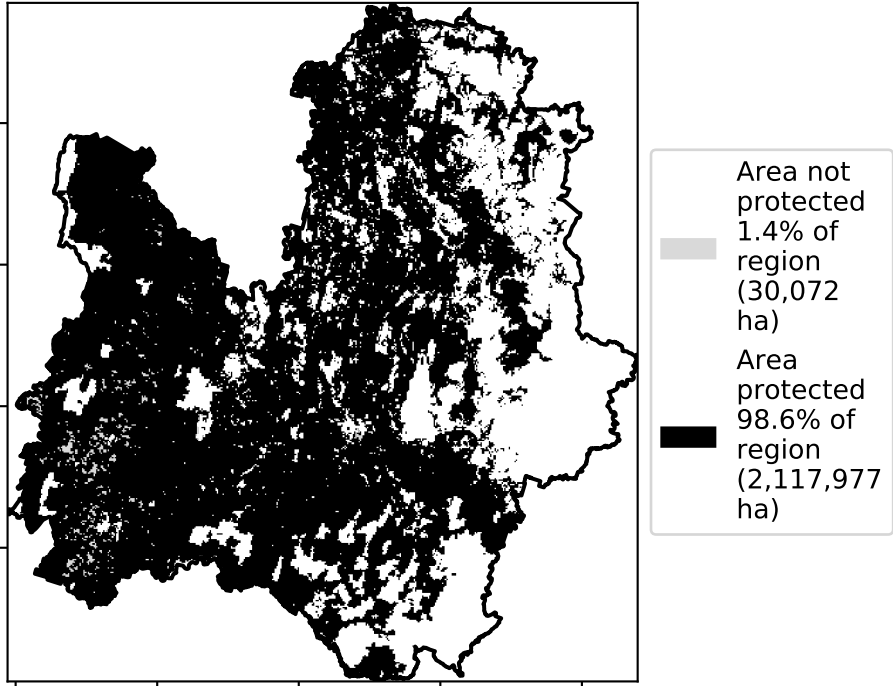 Area not
protected
1.4% of
region
(30,072
ha)
Area
protected
98.6% of
region
(2,117,977
ha)